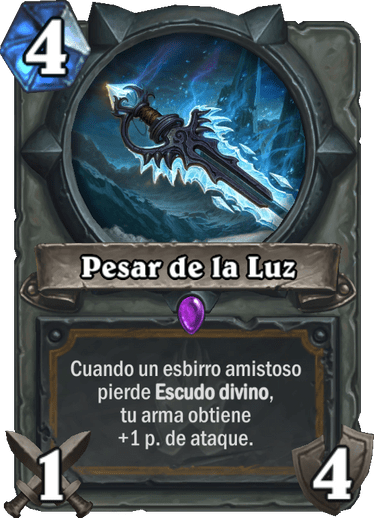 4
Pesar de la Luz
Cuando un esbirro amistoso
pierde Escudo divino,
tu arma obtiene
+1 p. de ataque.
1
4